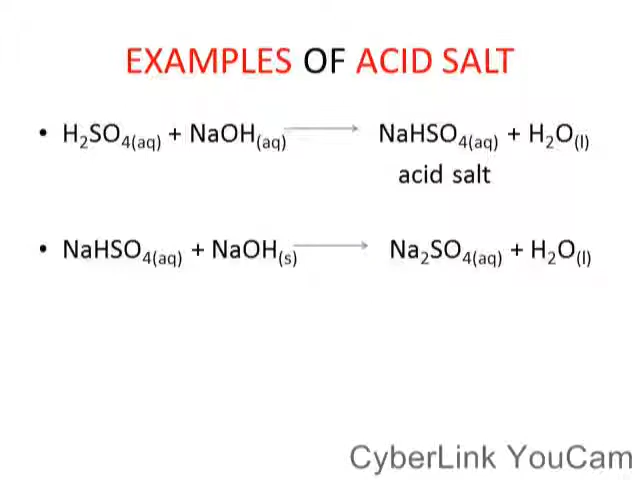 EXAMPLES OF ACID SALT
• H₂SO₄(aq) + NaOH(aq) → NaHSO₄(aq) + H₂O(l)
acid salt
• NaHSO₄(aq) + NaOH(s) → Na₂SO₄(aq) + H₂O(l)
CyberLink YouCam